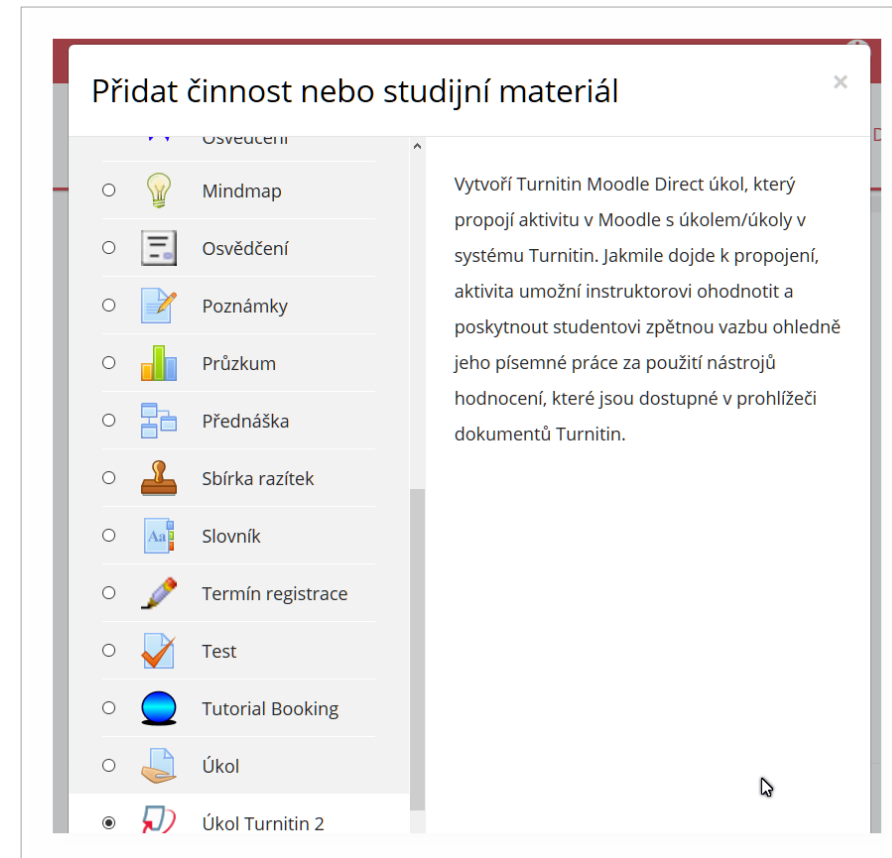 Přidat činnost nebo studijní materiál
×
Osvědčení
Mindmap
Osvědčení
Poznámky
Průzkum
Přednáška
Sbírka razítek
Aa
Slovník
Termín registrace
Test
Tutorial Booking
Úkol
Úkol Turnitin 2
Vytvoří Turnitin Moodle Direct úkol, který
propojí aktivitu v Moodle s úkolem/úkoly v
systému Turnitin. Jakmile dojde k propojení,
aktivita umožní instruktorovi ohodnotit a
poskytnout studentovi zpětnou vazbu ohledně
jeho písemné práce za použití nástrojů
hodnocení, které jsou dostupné v prohlížeči
dokumentů Turnitin.